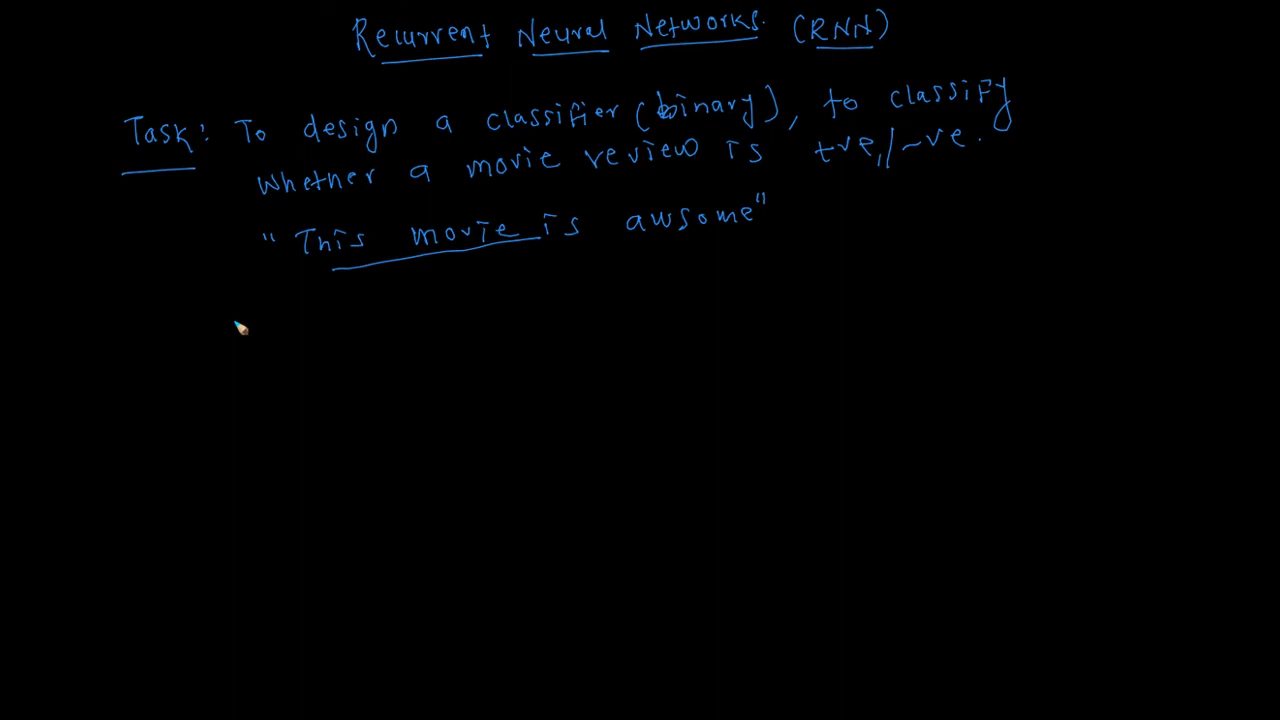 Recurrent Neural Networks. (RNN)
Task: To design a classifier (binary), to classify
whether a movie review is +ve/-ve.
"This movie is awsome"